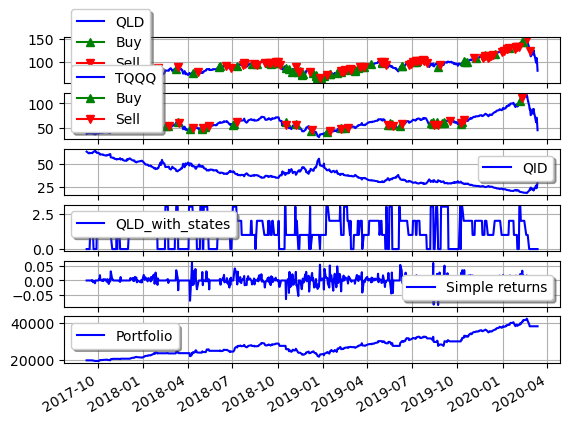 QLD
Buy
Sell
150
100
TQQQ
Buy
Sell
100
50
QID
50
25
QLD_with_states
2.5
0.0
Simple returns
0.05
0.00
−0.05
Portfolio
40000
20000
2017-10 2018-01 2018-04 2018-07 2018-10 2019-01 2019-04 2019-07 2019-10 2020-01 2020-04